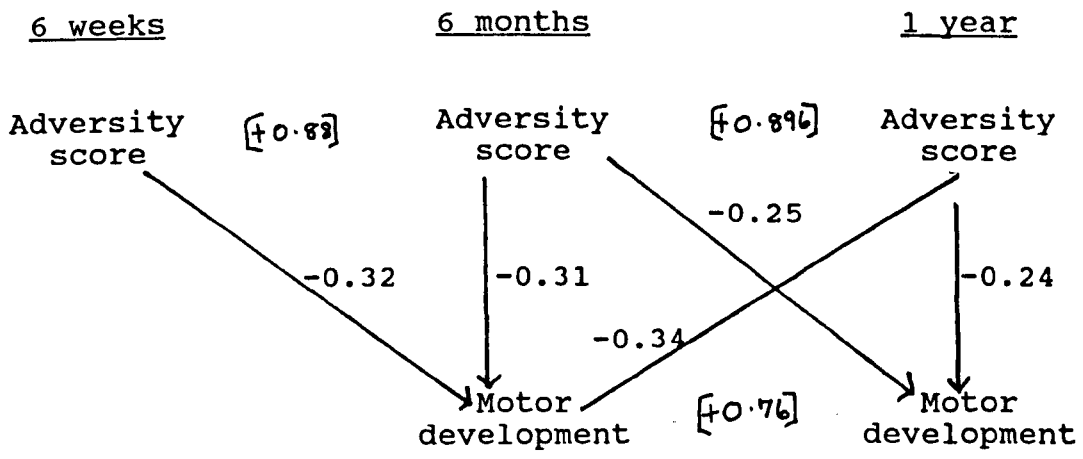 6 weeks 6 months 1 year
Adversity score [+0.88] Adversity score [+0.896] Adversity score
-0.25
-0.32 -0.31 -0.24
-0.34
Motor development [+0.76] Motor development